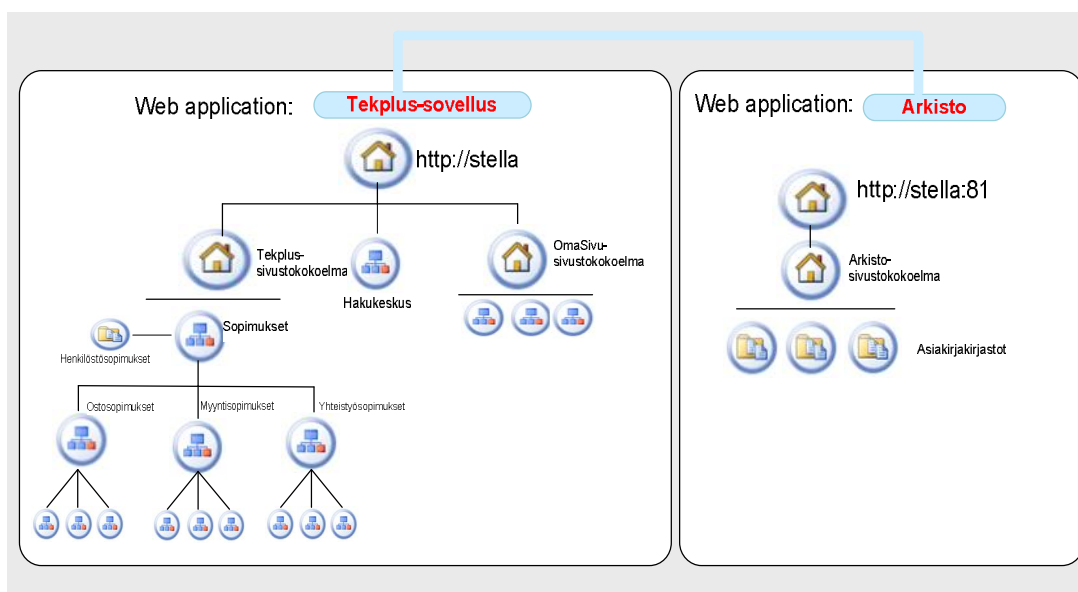 Web application: Tekplus-sovellus
http://stella
Tekplus-
sivustokokoelma
Hakukeskus
OmaSivu-
sivustokokoelma
Sopimukset
Henkilöstösopimukset
Ostosopimukset
Myyntisopimukset
Yhteistyösopimukset
Web application: Arkisto
http://stella:81
Arkisto-
sivustokokoelma
Asiakirjakirjastot